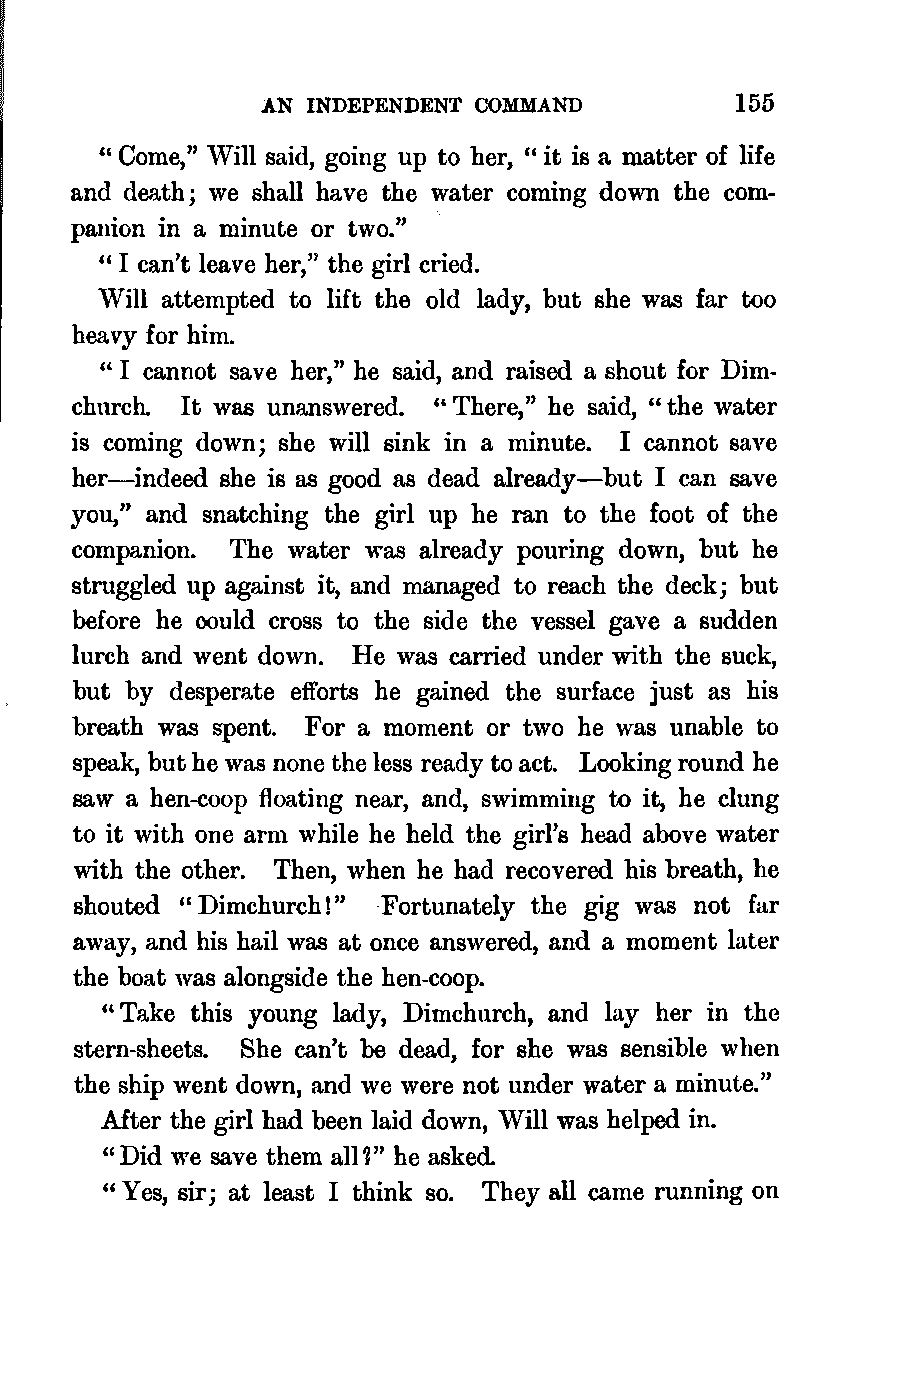 AN INDEPENDENT COMMAND 155
“Come,” Will said, going up to her, “it is a matter of life
and death; we shall have the water coming down the com-
panion in a minute or two.”
“I can't leave her,” the girl cried.
Will attempted to lift the old lady, but she was far too
heavy for him.
“I cannot save her,” he said, and raised a shout for Dim-
church. It was unanswered. “There,” he said, “the water
is coming down; she will sink in a minute. I cannot save
her—indeed she is as good as dead already—but I can save
you,” and snatching the girl up he ran to the foot of the
companion. The water was already pouring down, but he
struggled up against it, and managed to reach the deck; but
before he could cross to the side the vessel gave a sudden
lurch and went down. He was carried under with the suck,
but by desperate efforts he gained the surface just as his
breath was spent. For a moment or two he was unable to
speak, but he was none the less ready to act. Looking round he
saw a hen-coop floating near, and, swimming to it, he clung
to it with one arm while he held the girl's head above water
with the other. Then, when he had recovered his breath, he
shouted “Dimchurch!” Fortunately the gig was not far
away, and his hail was at once answered, and a moment later
the boat was alongside the hen-coop.
“Take this young lady, Dimchurch, and lay her in the
stern-sheets. She can't be dead, for she was sensible when
the ship went down, and we were not under water a minute.”
After the girl had been laid down, Will was helped in.
“Did we save them all?” he asked.
“Yes, sir; at least I think so. They all came running on